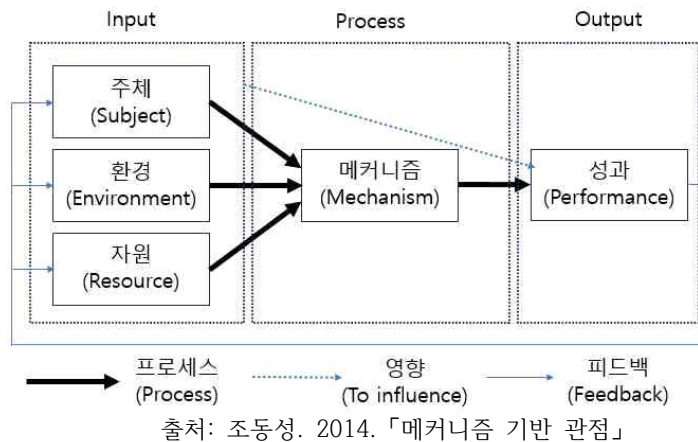 Input
Process
Output
주체
(Subject)
환경
(Environment)
자원
(Resource)
메커니즘
(Mechanism)
성과
(Performance)
프로세스
(Process)
영향
(To influence)
피드백
(Feedback)
출처: 조동성. 2014.「메커니즘 기반 관점」